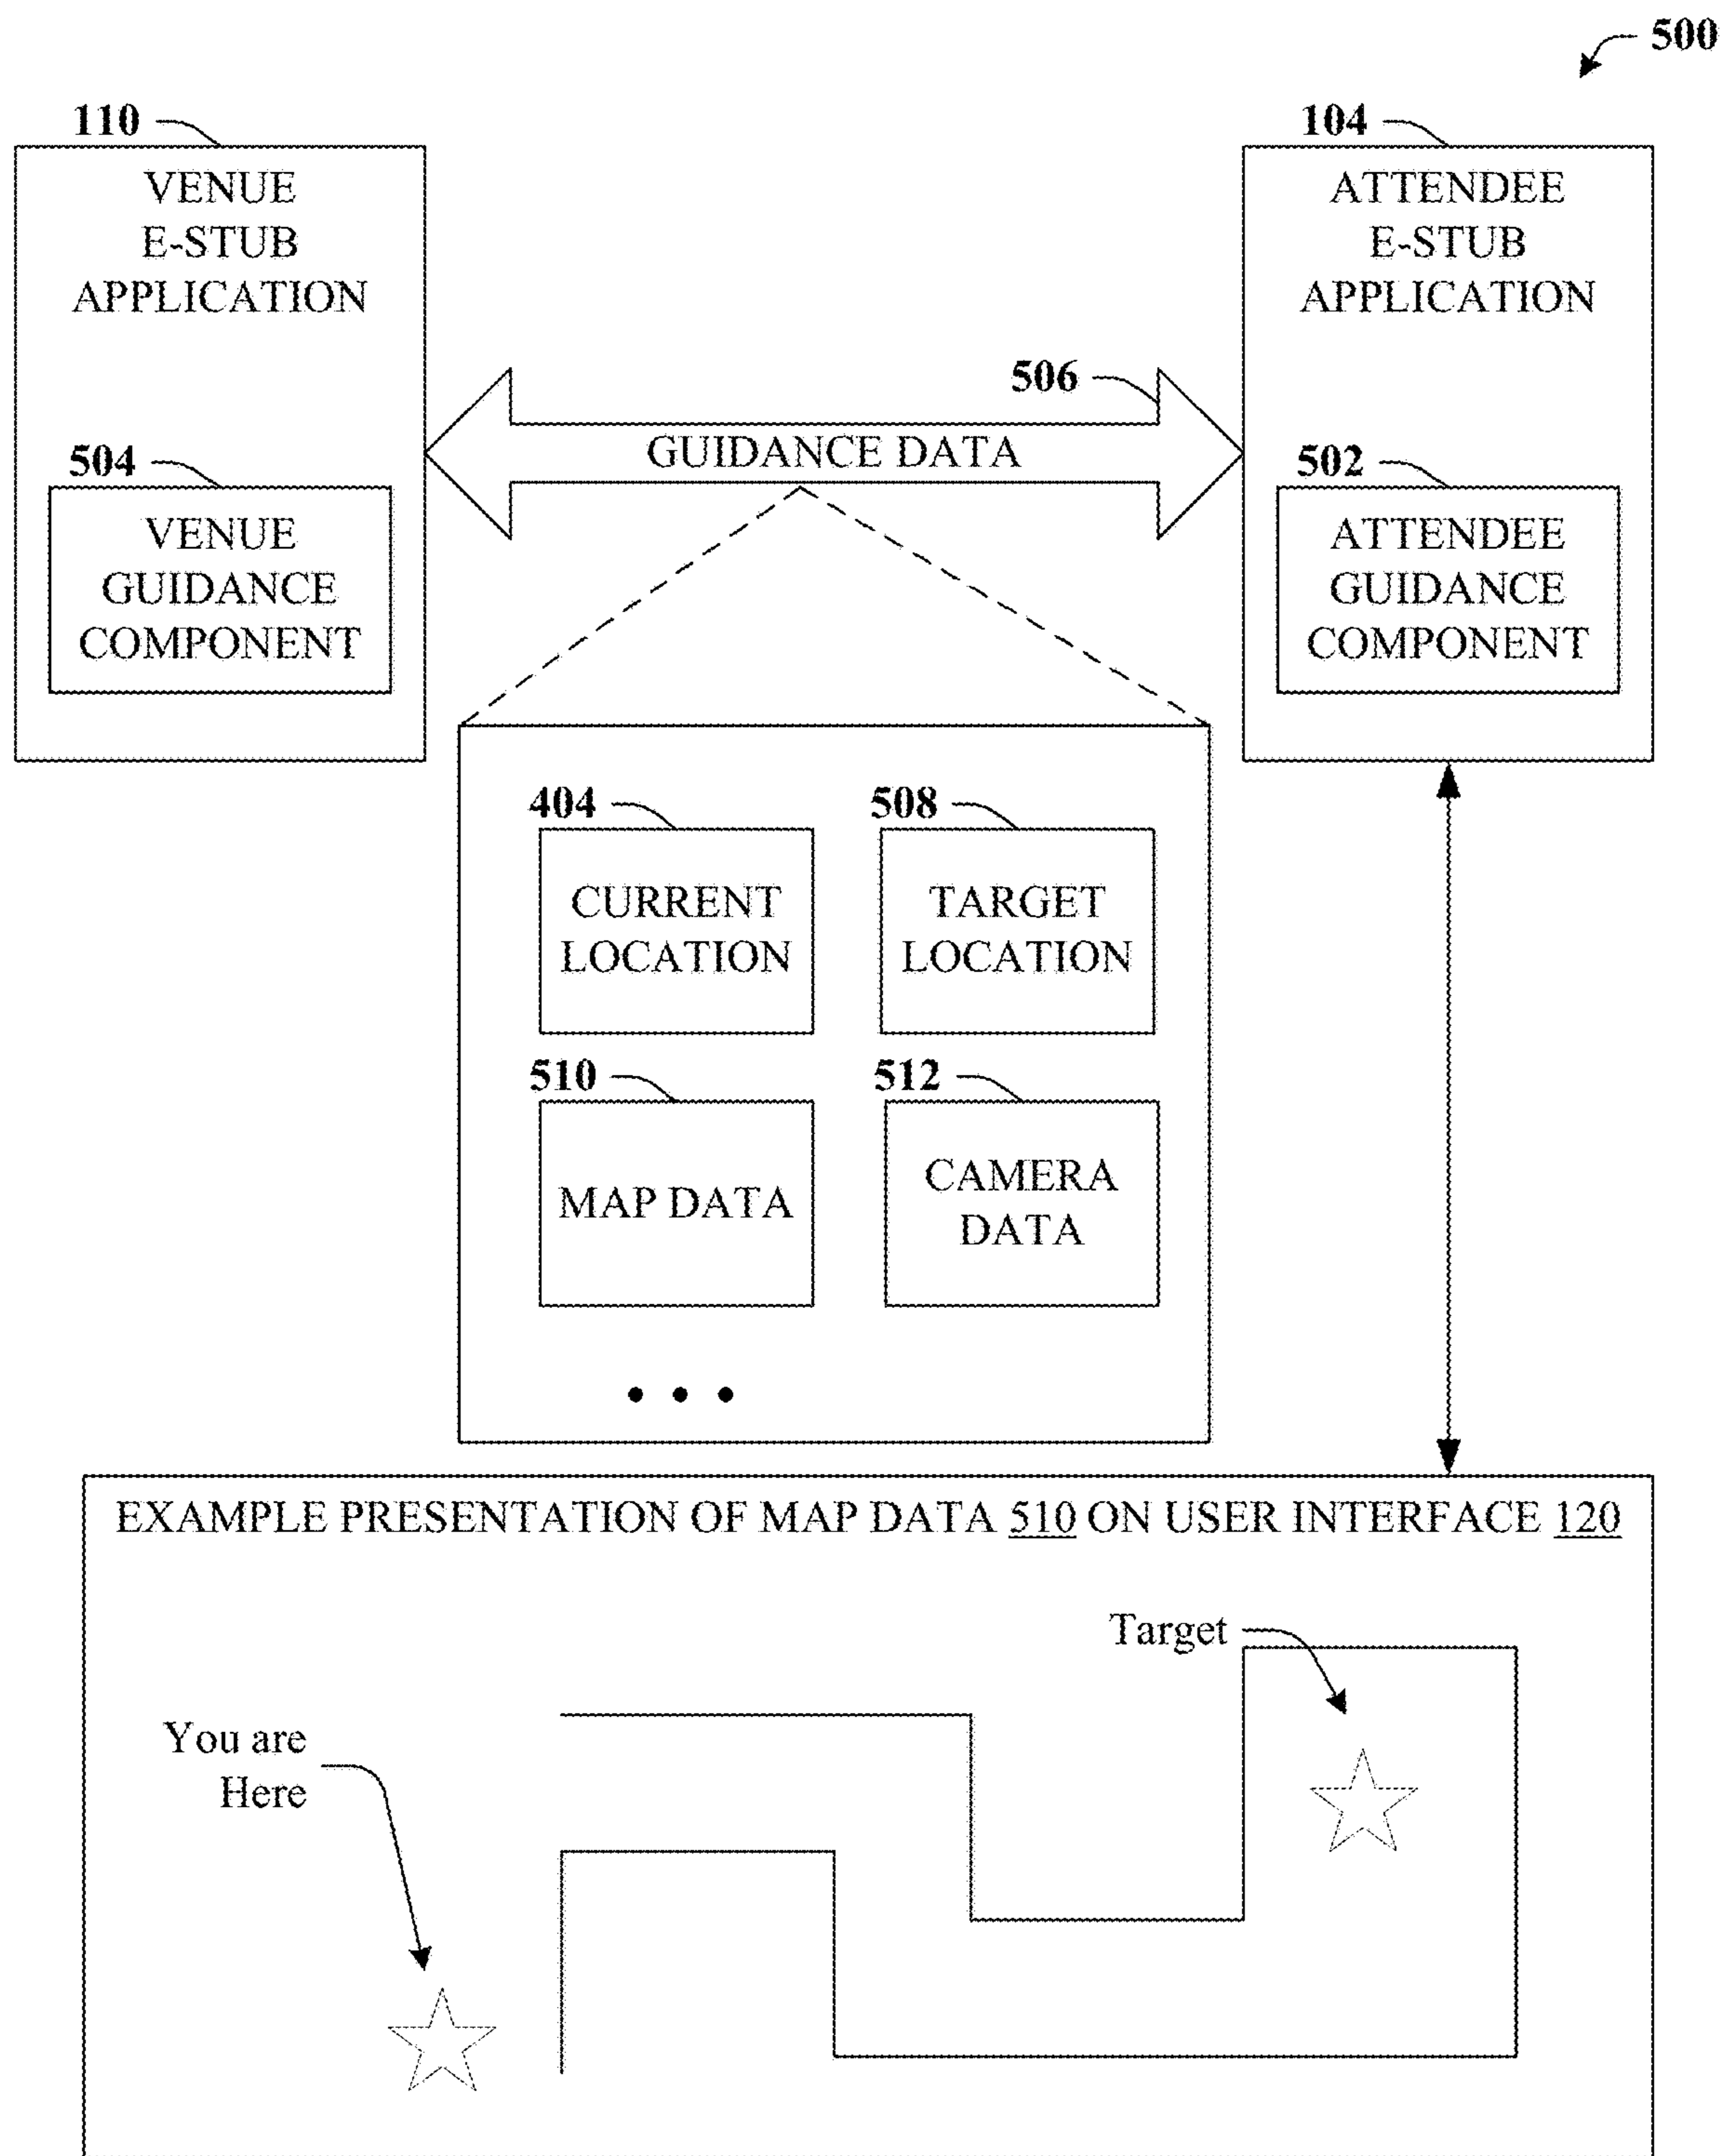 500
110
VENUE
E-STUB
APPLICATION
504
VENUE
GUIDANCE
COMPONENT
506
GUIDANCE DATA
104
ATTENDEE
E-STUB
APPLICATION
502
ATTENDEE
GUIDANCE
COMPONENT
404
CURRENT
LOCATION
508
TARGET
LOCATION
510
MAP DATA
512
CAMERA
DATA
• • •
EXAMPLE PRESENTATION OF MAP DATA 510 ON USER INTERFACE 120
Target
You are
Here